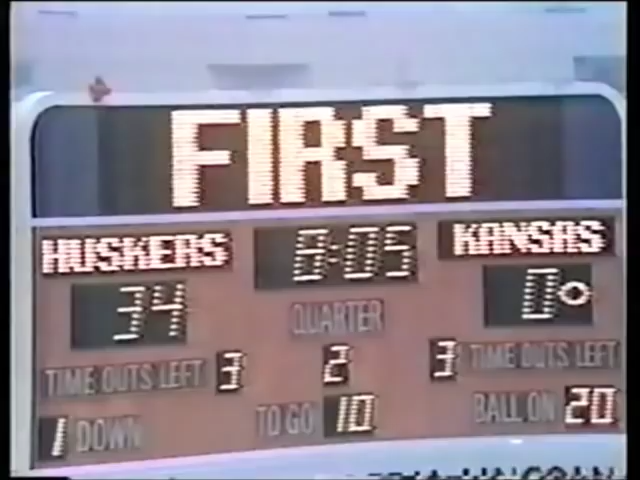 FIRST
HUSKERS 8:05 KANSAS
34 QUARTER 0
TIME OUTS LEFT 3 2 3 TIME OUTS LEFT
1 DOWN TO GO 10 BALL ON 20